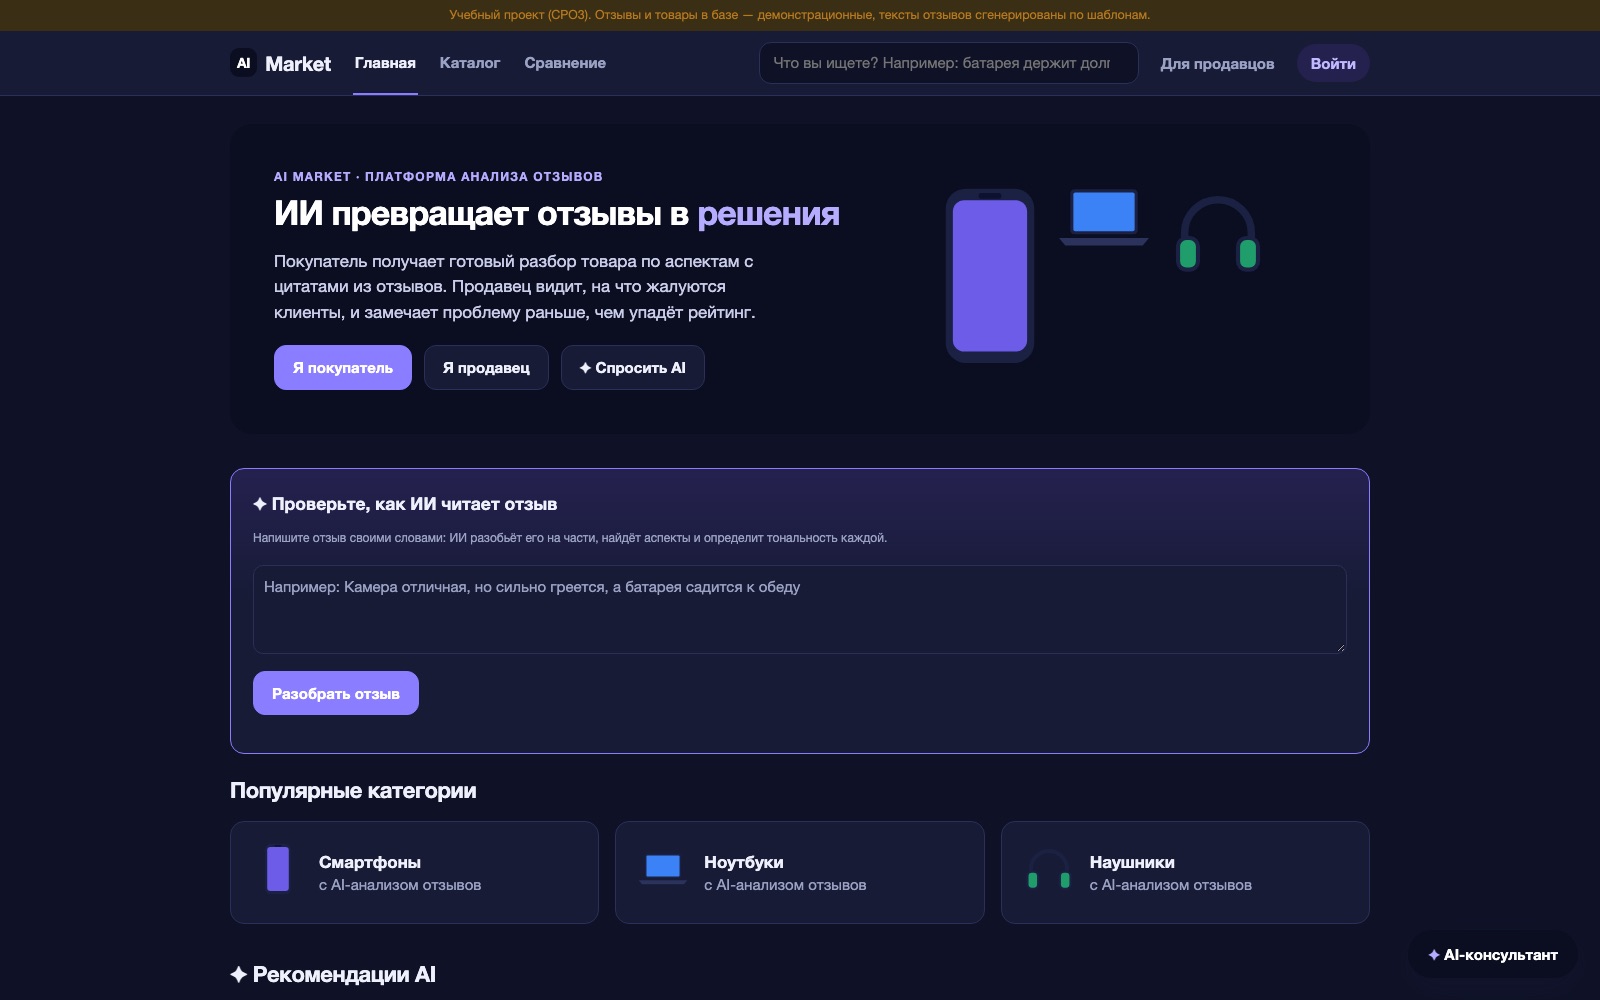 Учебный проект (СРО3). Отзывы и товары в базе — демонстрационные, тексты отзывов сгенерированы по шаблонам.
AI Market Главная Каталог Сравнение Что вы ищете? Например: батарея держит долг Для продавцов Войти
AI MARKET · ПЛАТФОРМА АНАЛИЗА ОТЗЫВОВ
ИИ превращает отзывы в решения
Покупатель получает готовый разбор товара по аспектам с
цитатами из отзывов. Продавец видит, на что жалуются
клиенты, и замечает проблему раньше, чем упадёт рейтинг.
Я покупатель Я продавец ✦ Спросить AI
✦ Проверьте, как ИИ читает отзыв
Напишите отзыв своими словами: ИИ разобьёт его на части, найдёт аспекты и определит тональность каждой.
Например: Камера отличная, но сильно греется, а батарея садится к обеду
Разобрать отзыв
Популярные категории
Смартфоны
с AI-анализом отзывов
Ноутбуки
с AI-анализом отзывов
Наушники
с AI-анализом отзывов
✦ AI-консультант
✦ Рекомендации AI